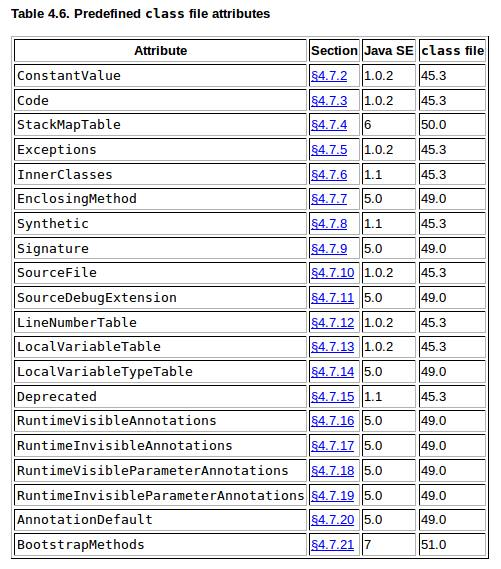 Table 4.6. Predefined class file attributes
Attribute Section Java SE class file
ConstantValue §4.7.2 1.0.2 45.3
Code §4.7.3 1.0.2 45.3
StackMapTable §4.7.4 6 50.0
Exceptions §4.7.5 1.0.2 45.3
InnerClasses §4.7.6 1.1 45.3
EnclosingMethod §4.7.7 5.0 49.0
Synthetic §4.7.8 1.1 45.3
Signature §4.7.9 5.0 49.0
SourceFile §4.7.10 1.0.2 45.3
SourceDebugExtension §4.7.11 5.0 49.0
LineNumberTable §4.7.12 1.0.2 45.3
LocalVariableTable §4.7.13 1.0.2 45.3
LocalVariableTypeTable §4.7.14 5.0 49.0
Deprecated §4.7.15 1.1 45.3
RuntimeVisibleAnnotations §4.7.16 5.0 49.0
RuntimeInvisibleAnnotations §4.7.17 5.0 49.0
RuntimeVisibleParameterAnnotations §4.7.18 5.0 49.0
RuntimeInvisibleParameterAnnotations §4.7.19 5.0 49.0
AnnotationDefault §4.7.20 5.0 49.0
BootstrapMethods §4.7.21 7 51.0